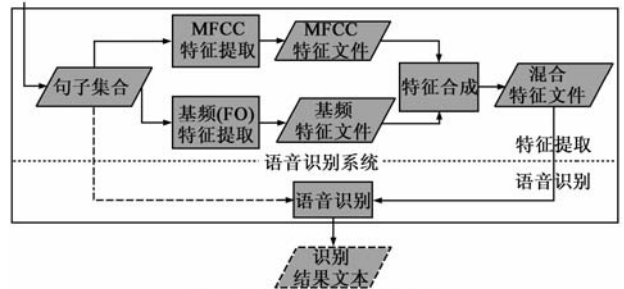 MFCC
特征提取
MFCC
特征文件
句子集合
基频(FO)
特征提取
基频
特征文件
特征合成
混合
特征文件
特征提取
语音识别系统
语音识别
语音识别
识别
结果文本